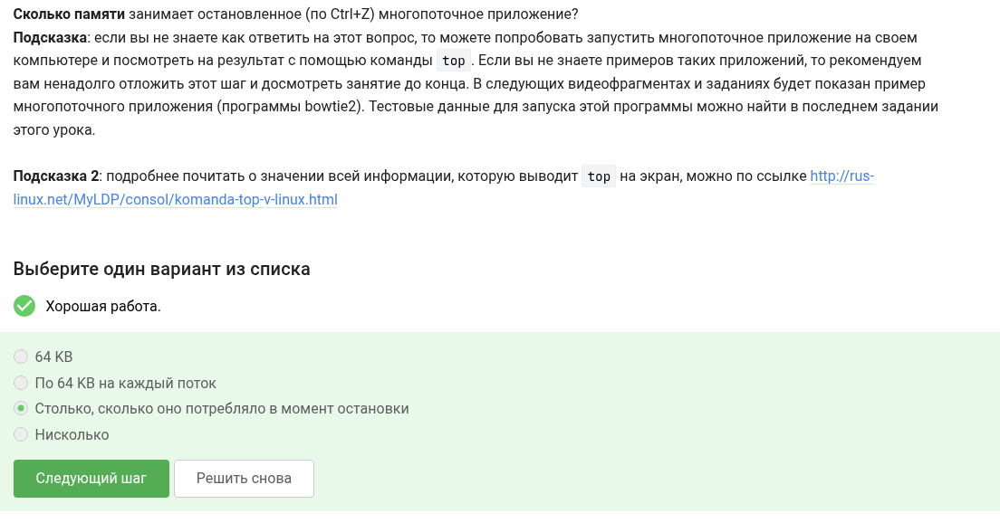 Сколько памяти занимает остановленное (по Ctrl+Z) многопоточное приложение?
Подсказка: если вы не знаете как ответить на этот вопрос, то можете попробовать запустить многопоточное приложение на своем
компьютере и посмотреть на результат с помощью команды top. Если вы не знаете примеров таких приложений, то рекомендуем
вам ненадолго отложить этот шаг и досмотреть занятие до конца. В следующих видеофрагментах и заданиях будет показан пример
многопоточного приложения (программы bowtie2). Тестовые данные для запуска этой программы можно найти в последнем задании
этого урока.
Подсказка 2: подробнее почитать о значении всей информации, которую выводит top на экран, можно по ссылке http://rus-
linux.net/MyLDP/consol/komanda-top-v-linux.html
Выберите один вариант из списка
Хорошая работа.
64 KB
По 64 KB на каждый поток
Столько, сколько оно потребляло в момент остановки
Нисколько
Следующий шаг Решить снова